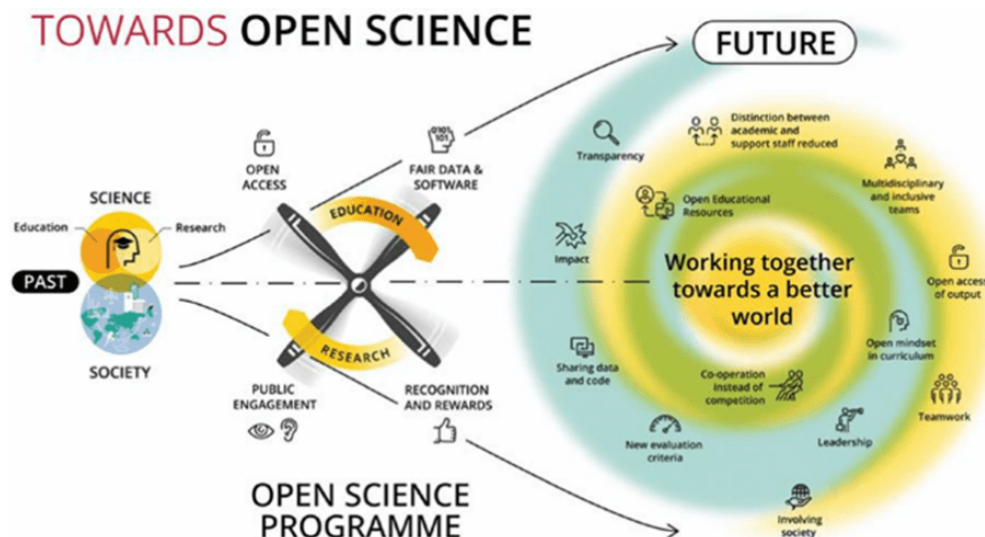 TOWARDS OPEN SCIENCE
FUTURE
PAST
SCIENCE
Education
Research
SOCIETY
OPEN
ACCESS
0101
101
FAIR DATA &
SOFTWARE
EDUCATION
RESEARCH
PUBLIC
ENGAGEMENT
RECOGNITION
AND REWARDS
OPEN SCIENCE
PROGRAMME
Transparency
Distinction between
academic and
support staff reduced
Multidisciplinary
and inclusive
teams
Open Educational
Resources
Impact
Working together
towards a better
world
Open access
of output
Open mindset
in curriculum
Sharing data
and code
Co-operation
instead of
competition
Teamwork
New evaluation
criteria
Leadership
Involving
society